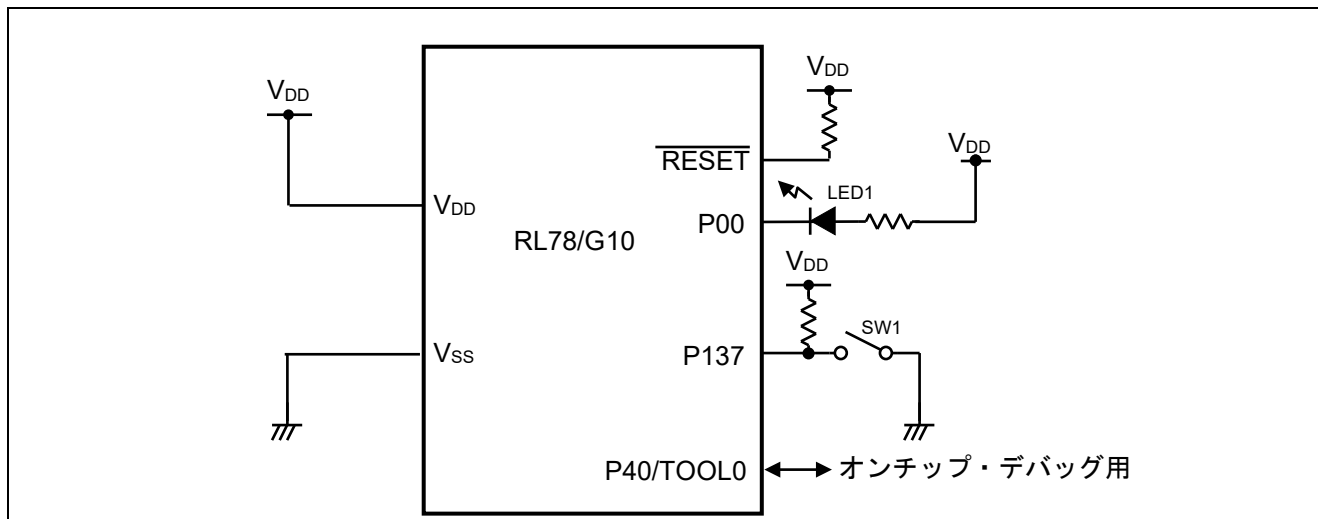 VDD
VDD
VDD
RESET
LED1
VDD
P00
RL78/G10
VDD
SW1
VSS
P137
P40/TOOL0
オンチップ・デバッグ用